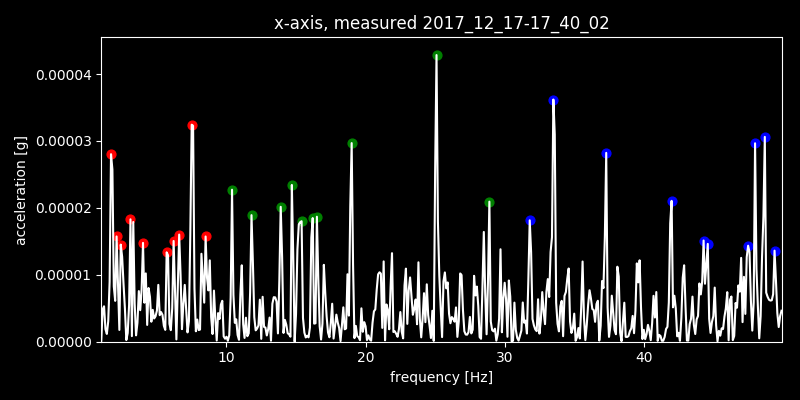 x-axis, measured 2017_12_17-17_40_02
0.00004
0.00003
0.00002
0.00001
0.00000
acceleration [g]
10 20 30 40
frequency [Hz]